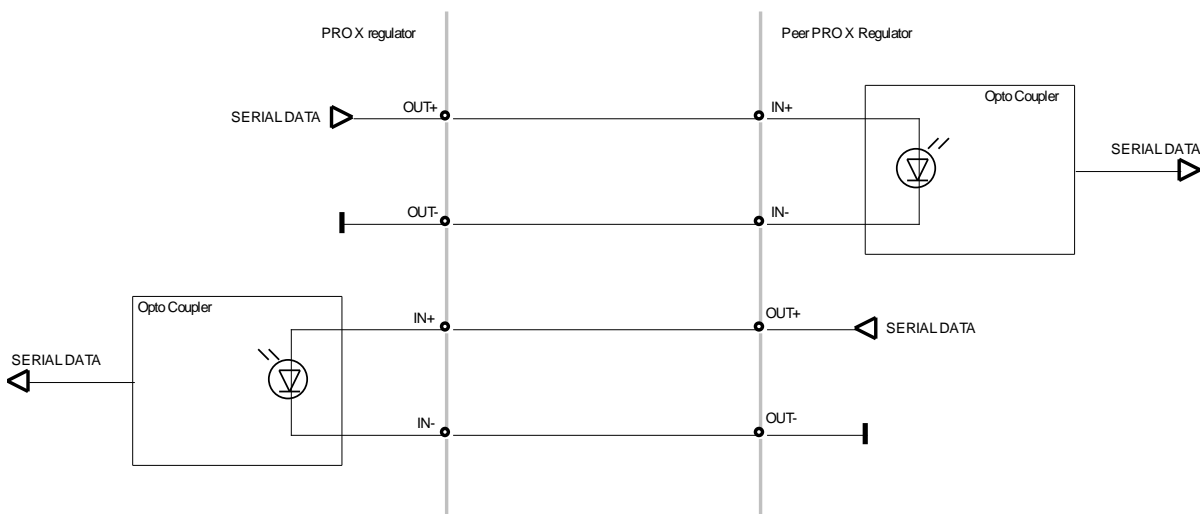 PRO X regulator
Peer PRO X Regulator
Opto Coupler
OUT+
IN+
SERIAL DATA
SERIAL DATA
OUT-
IN-
Opto Coupler
IN+
OUT+
SERIAL DATA
SERIAL DATA
IN-
OUT-